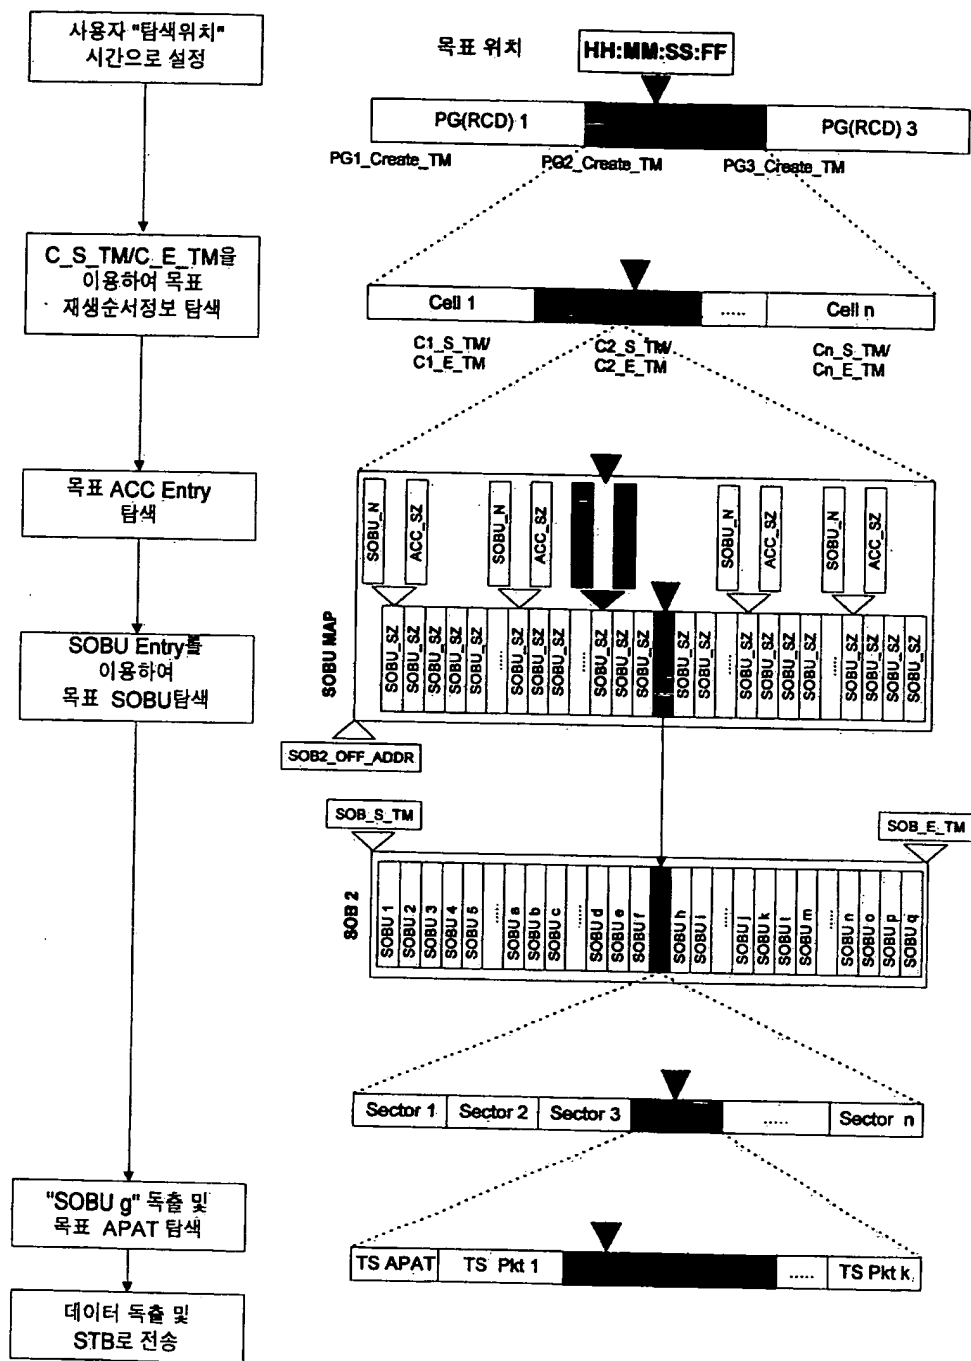 사용자 "탐색위치"
시간으로 설정
C_S_TM/C_E_TM을
이용하여 목표
재생순서정보 탐색
목표 ACC Entry
탐색
SOBU Entry를
이용하여
목표 SOBU탐색
"SOBU g" 독출 및
목표 APAT 탐색
데이터 독출 및
STB로 전송
목표 위치
HH:MM:SS:FF
PG(RCD) 1
PG(RCD) 3
PG1_Create_TM
PG2_Create_TM
PG3_Create_TM
Cell 1
.....
Cell n
C1_S_TM/
C1_E_TM
C2_S_TM/
C2_E_TM
Cn_S_TM/
Cn_E_TM
SOBU_N
ACC_SZ
SOBU_N
ACC_SZ
SOBU_N
ACC_SZ
SOBU_N
ACC_SZ
SOBU MAP
SOBU_SZ
SOBU_SZ
SOBU_SZ
SOBU_SZ
SOBU_SZ
.....
SOBU_SZ
SOBU_SZ
SOBU_SZ
.....
SOBU_SZ
SOBU_SZ
SOBU_SZ
SOBU_SZ
SOBU_SZ
.....
SOBU_SZ
SOBU_SZ
SOBU_SZ
SOBU_SZ
.....
SOBU_SZ
SOBU_SZ
SOBU_SZ
SOBU_SZ
SOB2_OFF_ADDR
SOB_S_TM
SOB_E_TM
SOB 2
SOBU 1
SOBU 2
SOBU 3
SOBU 4
SOBU 5
.....
SOBU a
SOBU b
SOBU c
.....
SOBU d
SOBU e
SOBU f
SOBU h
SOBU i
.....
SOBU j
SOBU k
SOBU l
SOBU m
.....
SOBU n
SOBU o
SOBU p
SOBU q
Sector 1
Sector 2
Sector 3
.....
Sector n
TS APAT
TS Pkt 1
.....
TS Pkt k